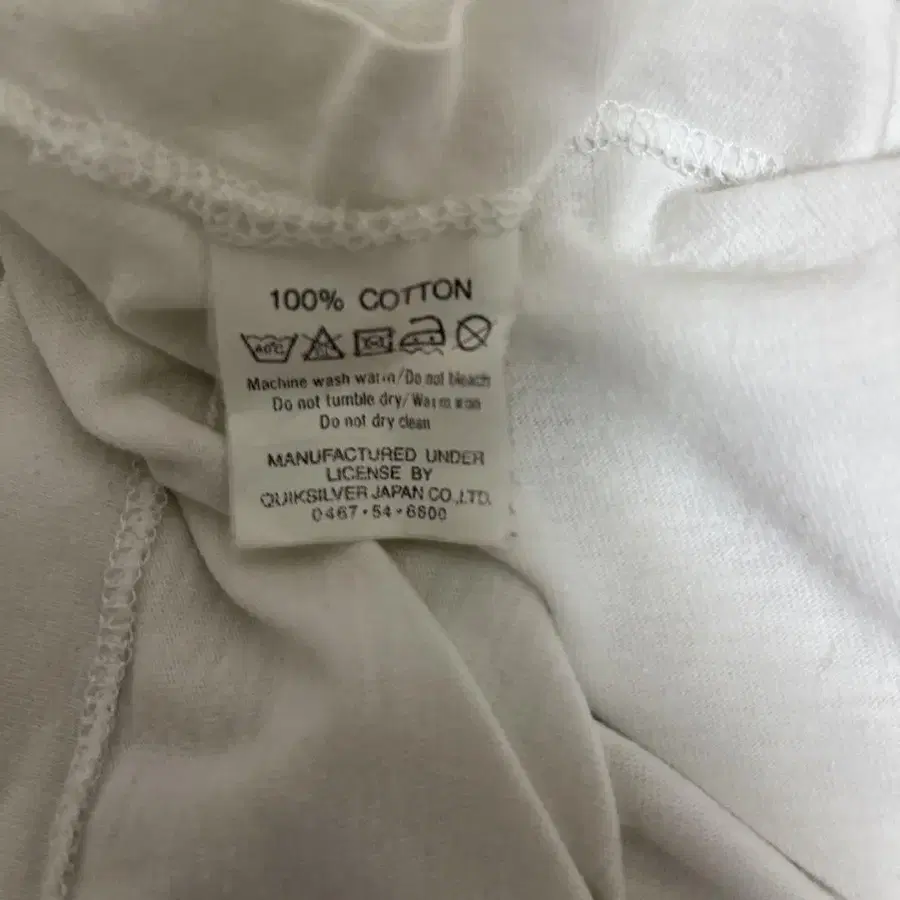 100% COTTON
40°C
Machine wash warm/Do not bleach
Do not tumble dry/Warm iron
Do not dry clean
MANUFACTURED UNDER
LICENSE BY
QUIKSILVER JAPAN CO.,LTD.
0467・54・6800